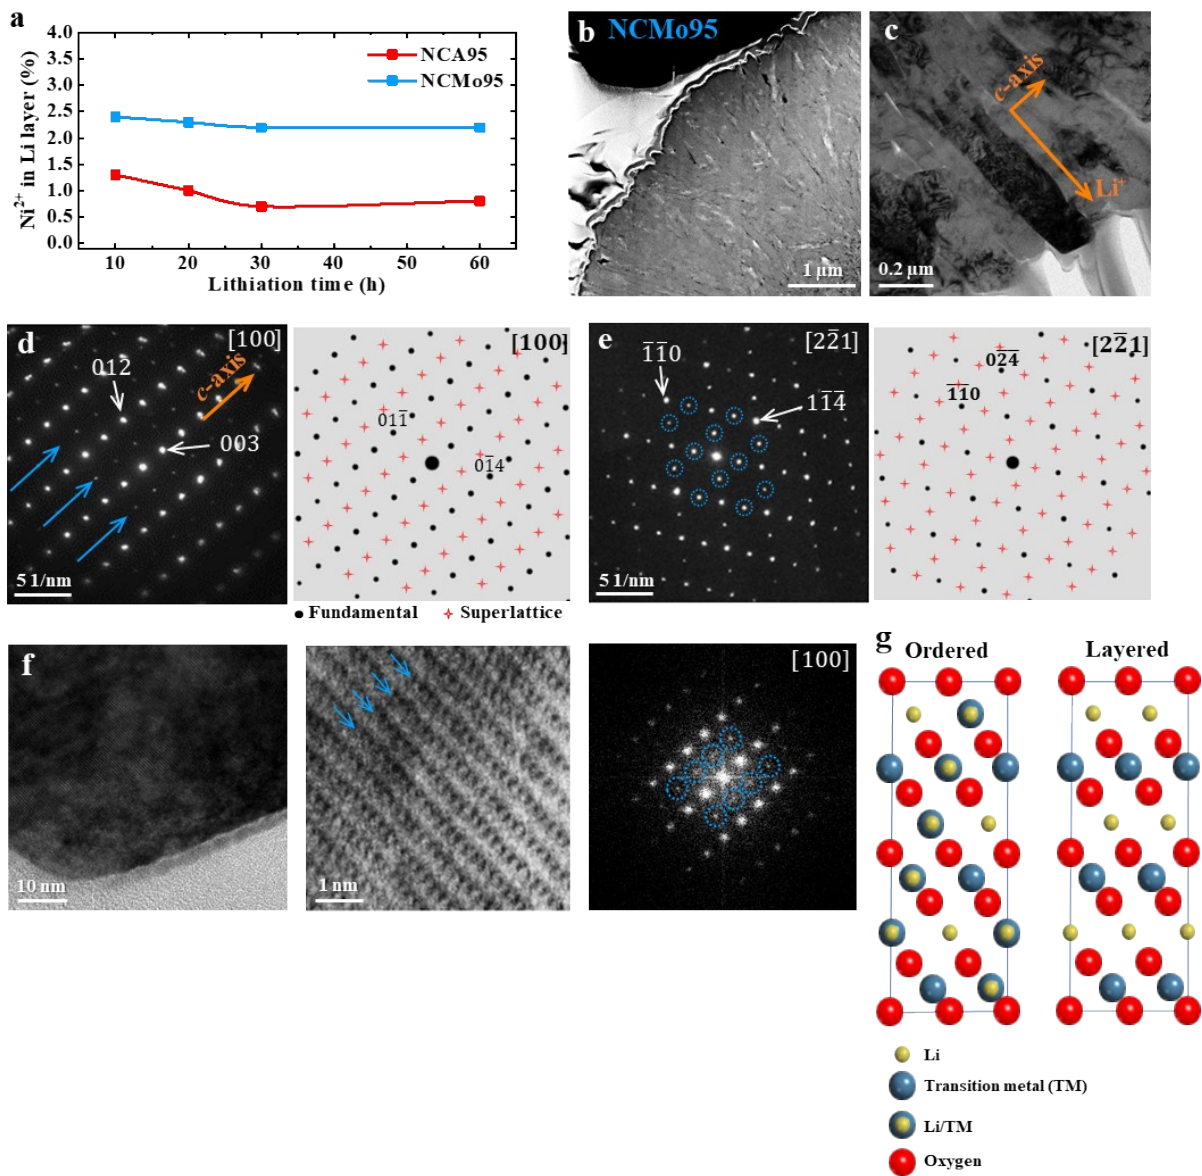 a
Ni²⁺ in Li layer (%)
4.0
3.5
3.0
2.5
2.0
1.5
1.0
0.5
0.0
NCA95
NCMo95
10 20 30 40 50 60
Lithiation time (h)
b NCMo95
1 μm
c
c-axis
Li⁺
0.2 μm
d
[100]
012
c-axis
003
5 1/nm
[100]
011̅
01̅4
e
[22̅1]
1̅1̅0
11̅4̅
5 1/nm
[22̅1]
02̅4̅
1̅1̅0
Fundamental Superlattice
f
10 nm
1 nm
[100]
g
Ordered Layered
Li
Transition metal (TM)
Li/TM
Oxygen